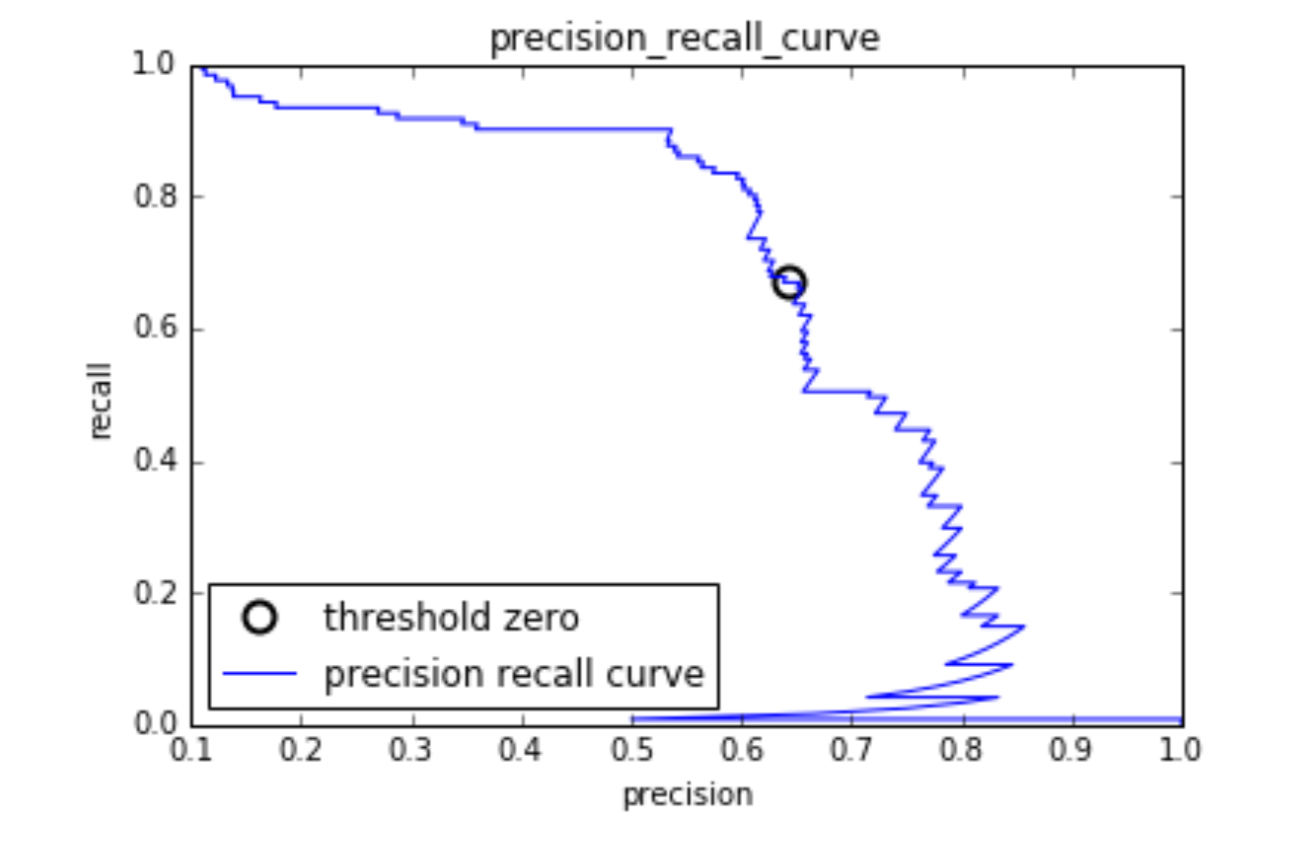 precision_recall_curve
1.0
0.8
0.6
0.4
0.2
0.0
recall
threshold zero
precision recall curve
0.1 0.2 0.3 0.4 0.5 0.6 0.7 0.8 0.9 1.0
precision